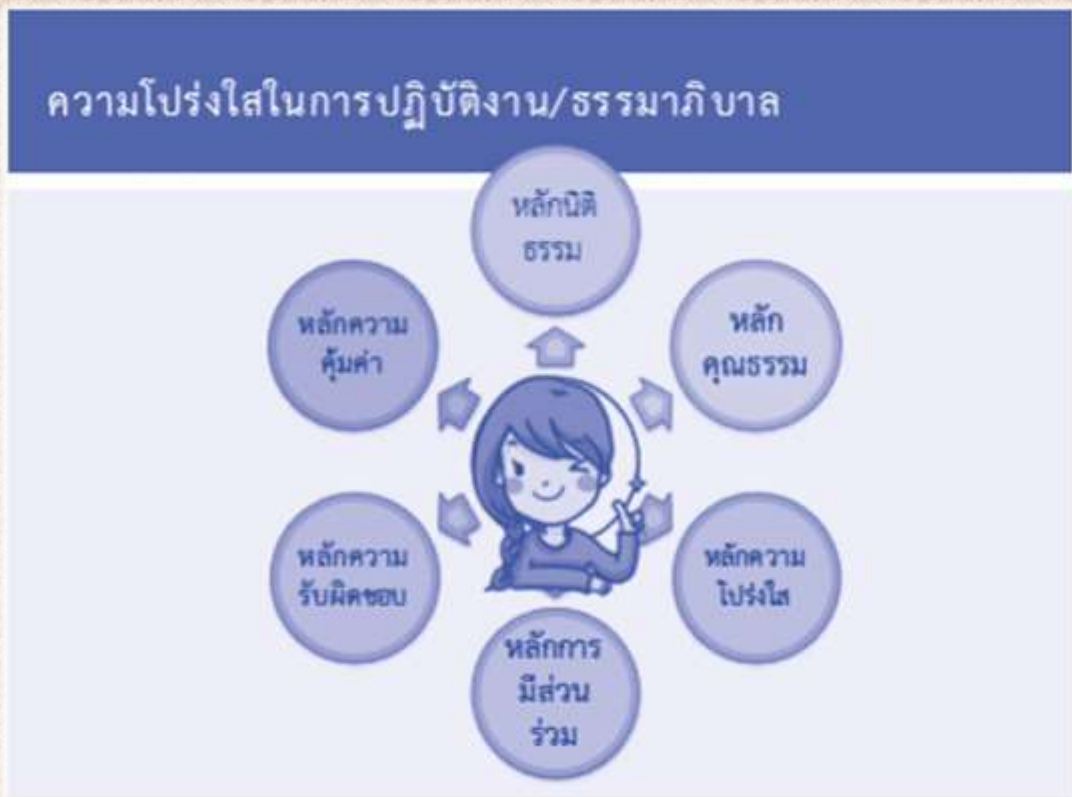 ความโปร่งใสในการปฏิบัติงาน/ธรรมาภิบาล
หลักนิติ
ธรรม
หลัก
คุณธรรม
หลักความ
โปร่งใส
หลักการ
มีส่วน
ร่วม
หลักความ
รับผิดชอบ
หลักความ
คุ้มค่า